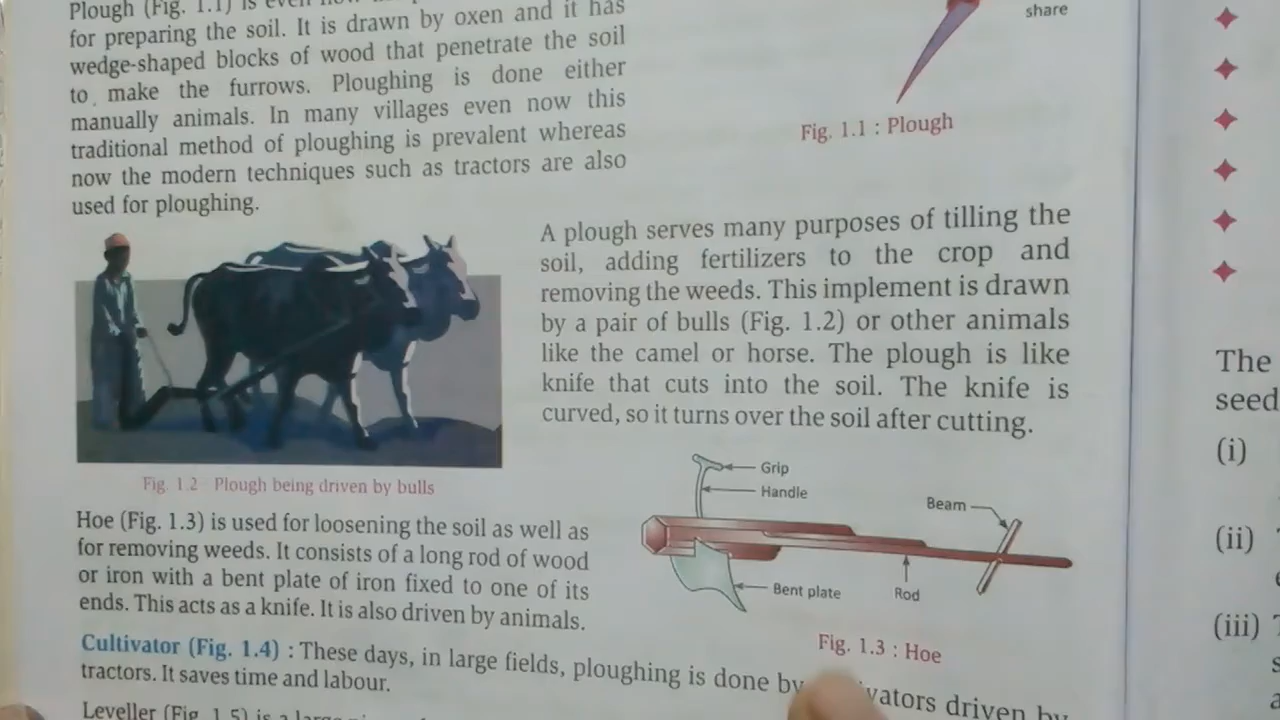 Plough (Fig. 1.1) is even now
for preparing the soil. It is drawn by oxen and it has
wedge-shaped blocks of wood that penetrate the soil
to make the furrows. Ploughing is done either
manually animals. In many villages even now this
traditional method of ploughing is prevalent whereas
now the modern techniques such as tractors are also
used for ploughing.
share
Fig. 1.1 : Plough
A plough serves many purposes of tilling the
soil, adding fertilizers to the crop and
removing the weeds. This implement is drawn
by a pair of bulls (Fig. 1.2) or other animals
like the camel or horse. The plough is like
knife that cuts into the soil. The knife is
curved, so it turns over the soil after cutting.
Fig. 1.2 Plough being driven by bulls
Hoe (Fig. 1.3) is used for loosening the soil as well as
for removing weeds. It consists of a long rod of wood
or iron with a bent plate of iron fixed to one of its
ends. This acts as a knife. It is also driven by animals.
Grip
Handle
Beam
Bent plate
Rod
Fig. 1.3 : Hoe
Cultivator (Fig. 1.4) : These days, in large fields, ploughing is done by vators driven by
tractors. It saves time and labour.
Leveller (Fig. 1.5) is a large
The
seed
(i)
(ii)
(iii)